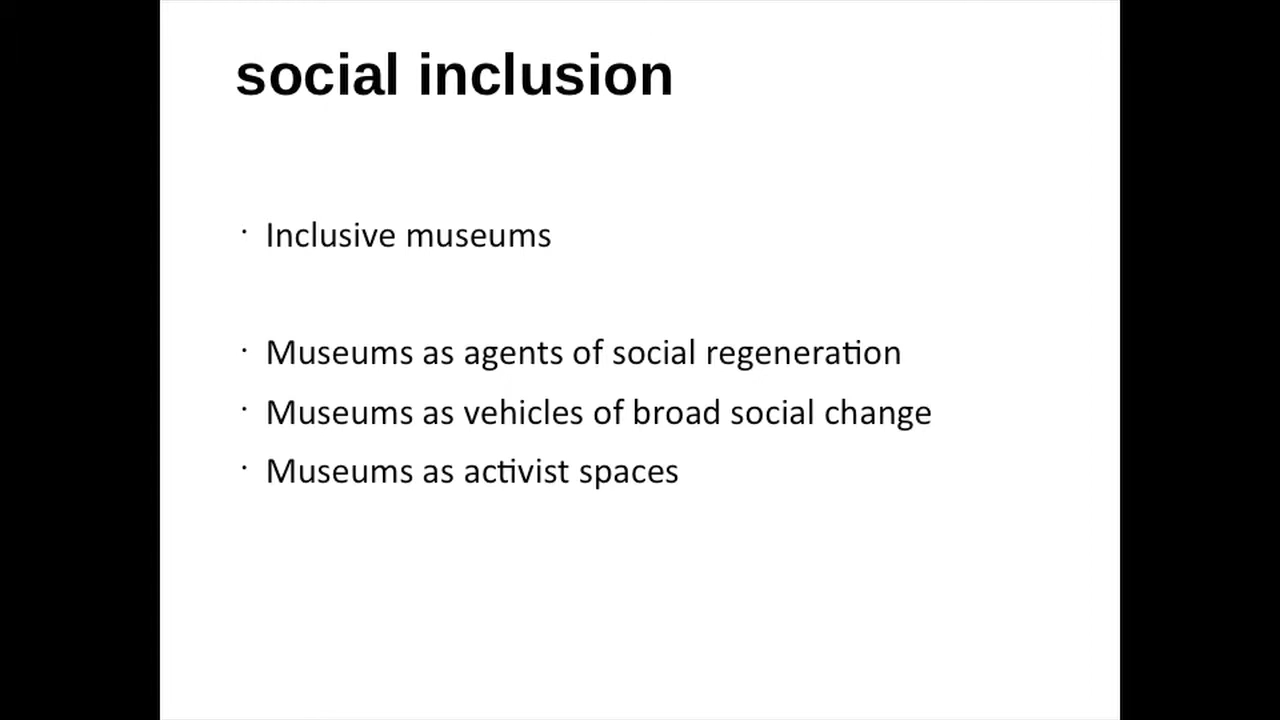 social inclusion
· Inclusive museums
· Museums as agents of social regeneration
· Museums as vehicles of broad social change
· Museums as activist spaces